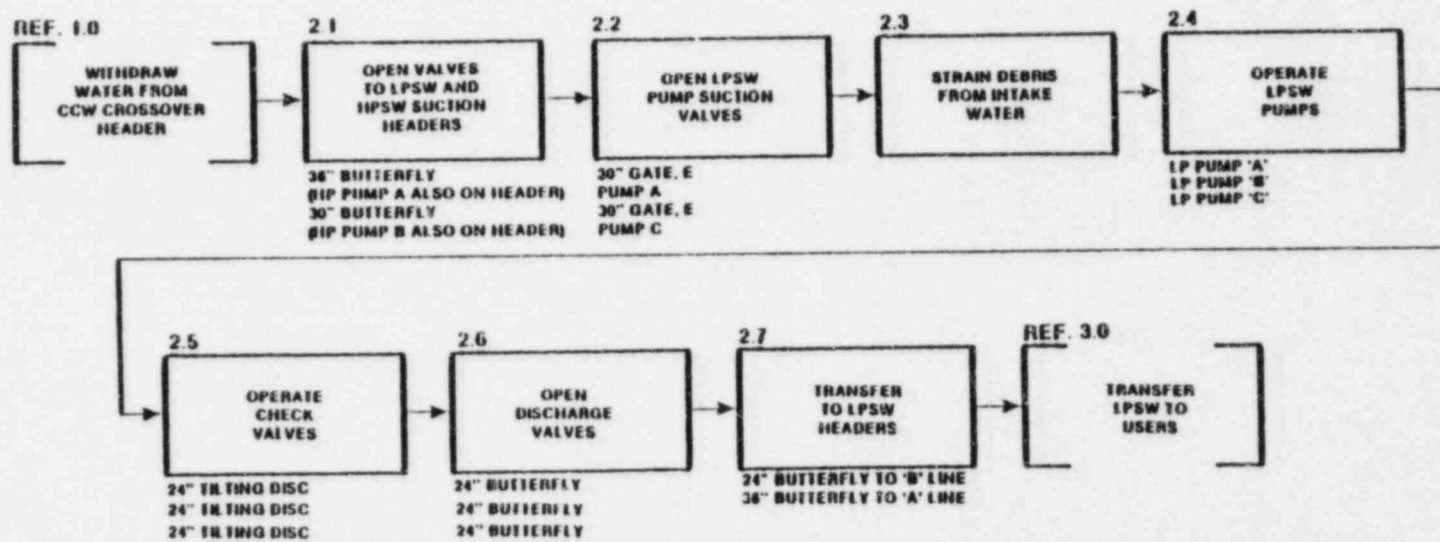 REF. 1.0
WITHDRAW
WATER FROM
CCW CROSSOVER
HEADER
2.1
OPEN VALVES
TO LPSW AND
HPSW SUCTION
HEADERS
36" BUTTERFLY
(HP PUMP A ALSO ON HEADER)
30" BUTTERFLY
(HP PUMP B ALSO ON HEADER)
2.2
OPEN LPSW
PUMP SUCTION
VALVES
30" GATE, E
PUMP A
30" GATE, E
PUMP C
2.3
STRAIN DEBRIS
FROM INTAKE
WATER
2.4
OPERATE
LPSW
PUMPS
LP PUMP 'A'
LP PUMP 'B'
LP PUMP 'C'
2.5
OPERATE
CHECK
VALVES
24" TILTING DISC
24" TILTING DISC
24" TILTING DISC
2.6
OPEN
DISCHARGE
VALVES
24" BUTTERFLY
24" BUTTERFLY
24" BUTTERFLY
2.7
TRANSFER
TO LPSW
HEADERS
24" BUTTERFLY TO 'B' LINE
36" BUTTERFLY TO 'A' LINE
REF. 3.0
TRANSFER
LPSW TO
USERS